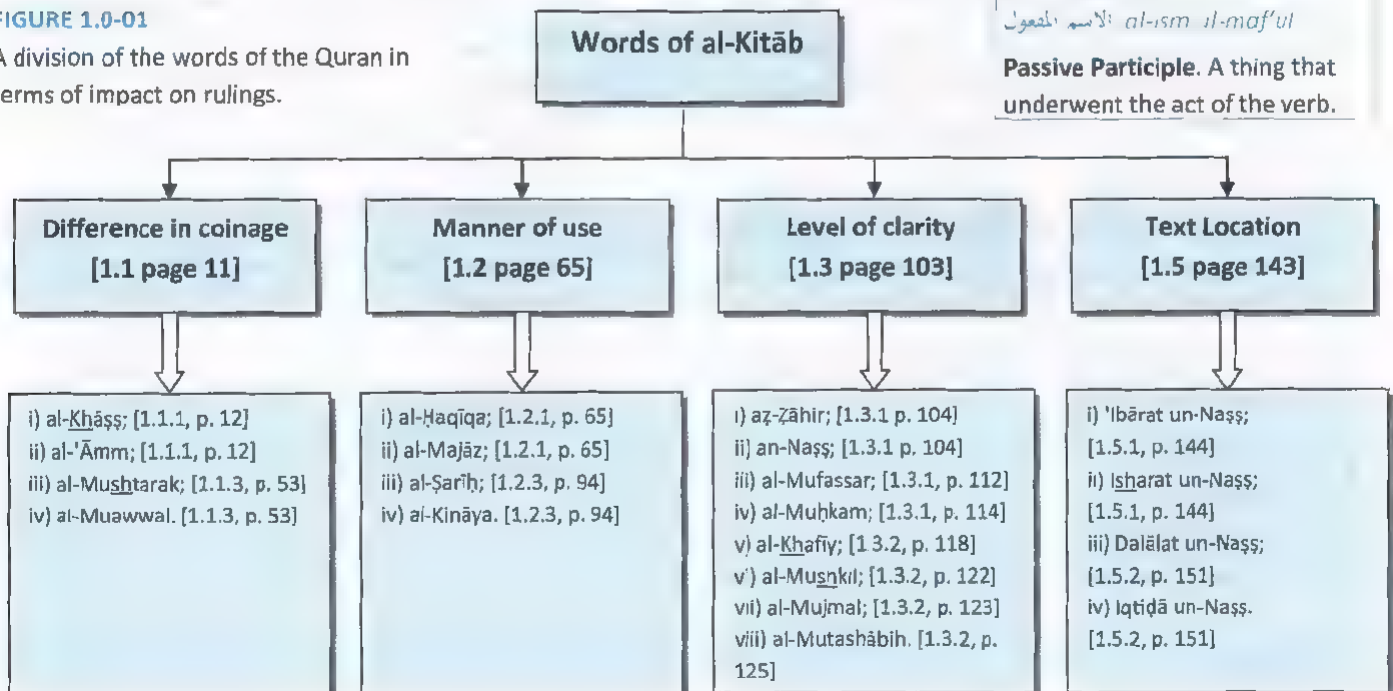 FIGURE 1.0-01
A division of the words of the Quran in
terms of impact on rulings.
Words of al-Kitāb
الاسم المفعول al-ism ul-maf'ul
Passive Participle. A thing that
underwent the act of the verb.
Difference in coinage
[1.1 page 11]
Manner of use
[1.2 page 65]
Level of clarity
[1.3 page 103]
Text Location
[1.5 page 143]
i) al-Khāṣṣ; [1.1.1, p. 12]
ii) al-'Āmm; [1.1.1, p. 12]
iii) al-Mushtarak; [1.1.3, p. 53]
iv) al-Muawwal. [1.1.3, p. 53]
i) al-Ḥaqīqa; [1.2.1, p. 65]
ii) al-Majāz; [1.2.1, p. 65]
iii) al-Ṣarīḥ; [1.2.3, p. 94]
iv) al-Kināya. [1.2.3, p. 94]
i) aẓ-Ẓāhir; [1.3.1 p. 104]
ii) an-Naṣṣ; [1.3.1 p. 104]
iii) al-Mufassar; [1.3.1, p. 112]
iv) al-Muḥkam; [1.3.1, p. 114]
v) al-Khafīy; [1.3.2, p. 118]
vi) al-Mushkil; [1.3.2, p. 122]
vii) al-Mujmal; [1.3.2, p. 123]
viii) al-Mutashābih. [1.3.2, p.
125]
i) 'Ibārat un-Naṣṣ;
[1.5.1, p. 144]
ii) Isharat un-Naṣṣ;
[1.5.1, p. 144]
iii) Dalālat un-Naṣṣ;
[1.5.2, p. 151]
iv) Iqtiḍā un-Naṣṣ.
[1.5.2, p. 151]